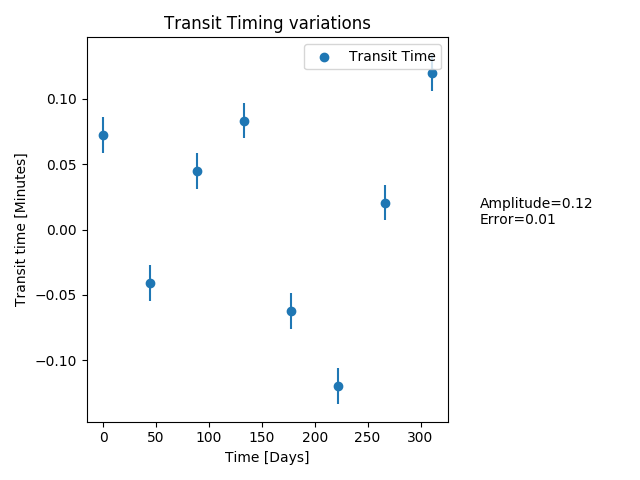 Transit Timing variations
Transit Time
Transit time [Minutes]
0.10
0.05
0.00
−0.05
−0.10
0 50 100 150 200 250 300
Time [Days]
Amplitude=0.12
Error=0.01